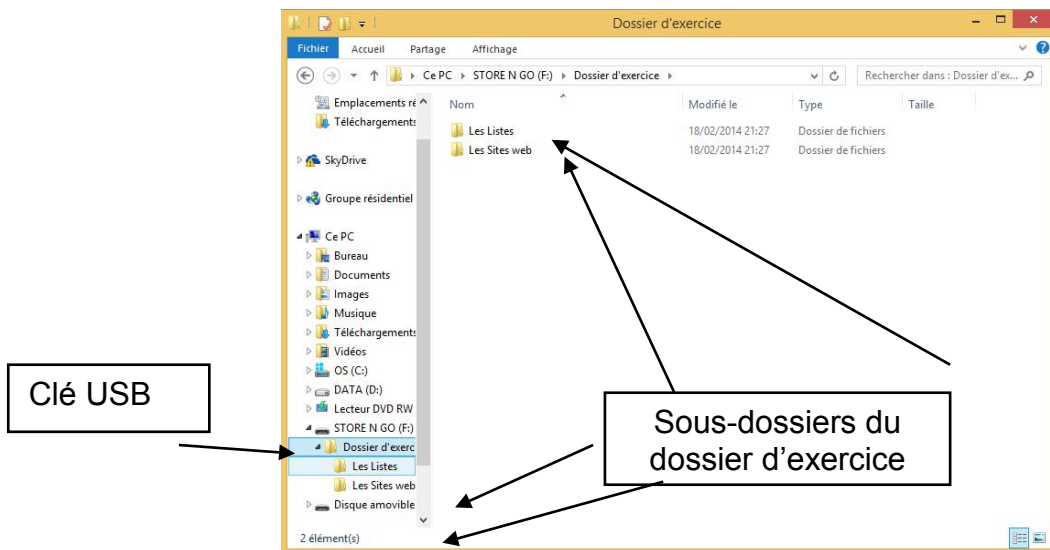 Dossier d'exercice
Fichier Accueil Partage Affichage
Ce PC STORE N GO (F:) Dossier d'exercice
Rechercher dans : Dossier d'ex...
Emplacements ré
Téléchargements
SkyDrive
Groupe résidentiel
Ce PC
Bureau
Documents
Images
Musique
Téléchargements
Vidéos
OS (C:)
DATA (D:)
Lecteur DVD RW
STORE N GO (F:)
Dossier d'exerc
Les Listes
Les Sites web
Disque amovible
Nom Modifié le Type Taille
Les Listes 18/02/2014 21:27 Dossier de fichiers
Les Sites web 18/02/2014 21:27 Dossier de fichiers
2 élément(s)
Clé USB
Sous-dossiers du
dossier d’exercice